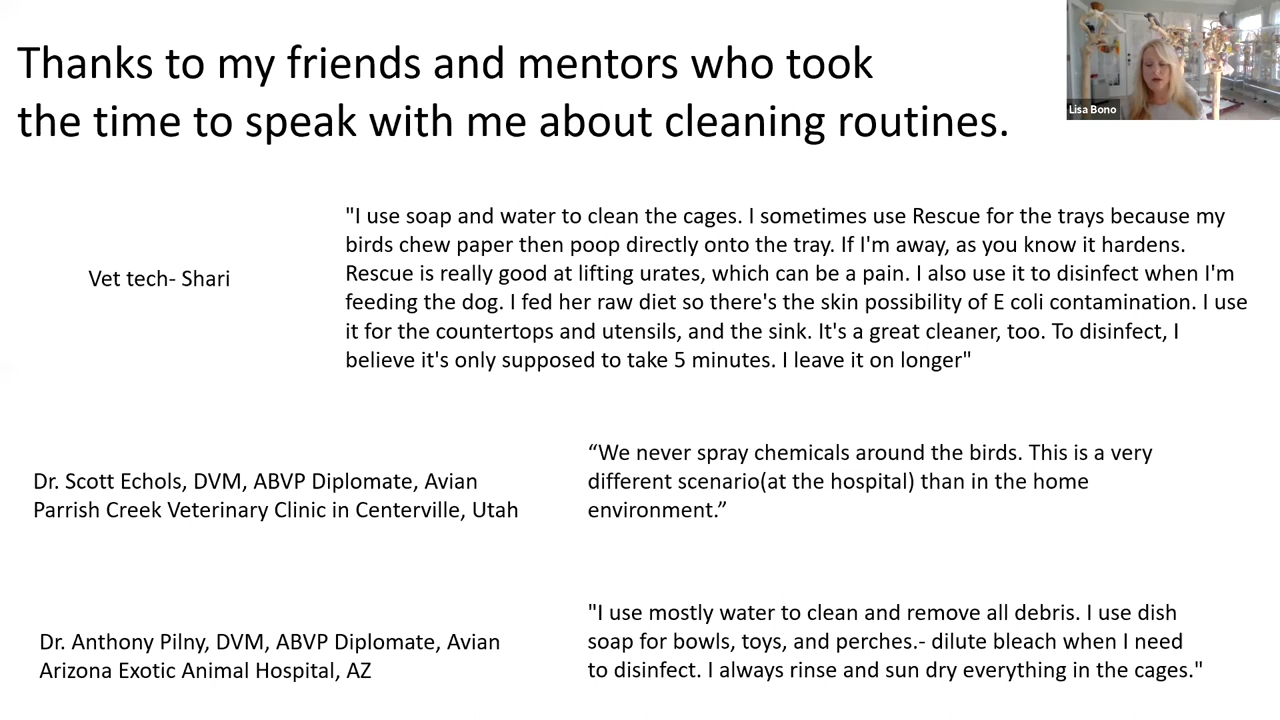 Thanks to my friends and mentors who took
the time to speak with me about cleaning routines.
Lisa Bono
Vet tech- Shari
"I use soap and water to clean the cages. I sometimes use Rescue for the trays because my
birds chew paper then poop directly onto the tray. If I'm away, as you know it hardens.
Rescue is really good at lifting urates, which can be a pain. I also use it to disinfect when I'm
feeding the dog. I fed her raw diet so there's the skin possibility of E coli contamination. I use
it for the countertops and utensils, and the sink. It's a great cleaner, too. To disinfect, I
believe it's only supposed to take 5 minutes. I leave it on longer"
Dr. Scott Echols, DVM, ABVP Diplomate, Avian
Parrish Creek Veterinary Clinic in Centerville, Utah
“We never spray chemicals around the birds. This is a very
different scenario(at the hospital) than in the home
environment.”
Dr. Anthony Pilny, DVM, ABVP Diplomate, Avian
Arizona Exotic Animal Hospital, AZ
"I use mostly water to clean and remove all debris. I use dish
soap for bowls, toys, and perches.- dilute bleach when I need
to disinfect. I always rinse and sun dry everything in the cages."